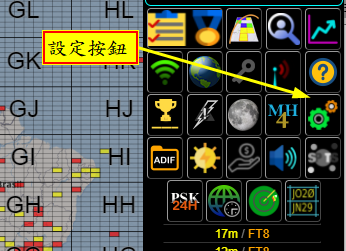 GL HL
GK HK
設定按鈕
GJ HJ
GI HI
GH HH
?
MH
4
ADIF
$
PSK
24H
JO20
JN29
17m / FT8